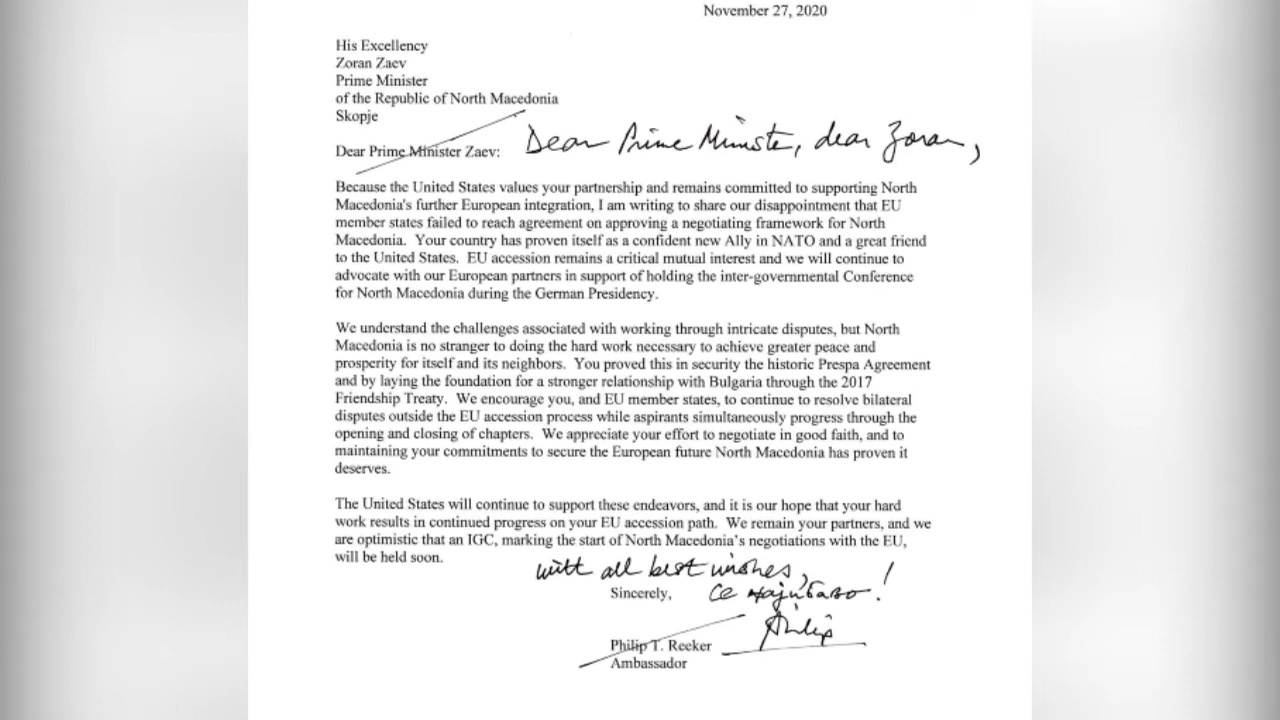 November 27, 2020
His Excellency
Zoran Zaev
Prime Minister
of the Republic of North Macedonia
Skopje
Dear Prime Minister Zaev:
Dear Prime Minister, dear Zoran,
Because the United States values your partnership and remains committed to supporting North
Macedonia's further European integration, I am writing to share our disappointment that EU
member states failed to reach agreement on approving a negotiating framework for North
Macedonia. Your country has proven itself as a confident new Ally in NATO and a great friend
to the United States. EU accession remains a critical mutual interest and we will continue to
advocate with our European partners in support of holding the inter-governmental Conference
for North Macedonia during the German Presidency.
We understand the challenges associated with working through intricate disputes, but North
Macedonia is no stranger to doing the hard work necessary to achieve greater peace and
prosperity for itself and its neighbors. You proved this in security the historic Prespa Agreement
and by laying the foundation for a stronger relationship with Bulgaria through the 2017
Friendship Treaty. We encourage you, and EU member states, to continue to resolve bilateral
disputes outside the EU accession process while aspirants simultaneously progress through the
opening and closing of chapters. We appreciate your effort to negotiate in good faith, and to
maintaining your commitments to secure the European future North Macedonia has proven it
deserves.
The United States will continue to support these endeavors, and it is our hope that your hard
work results in continued progress on your EU accession path. We remain your partners, and we
are optimistic that an IGC, marking the start of North Macedonia's negotiations with the EU,
will be held soon.
with all best wishes,
Sincerely,
Се најубаво!
Philip
Philip T. Reeker
Ambassador